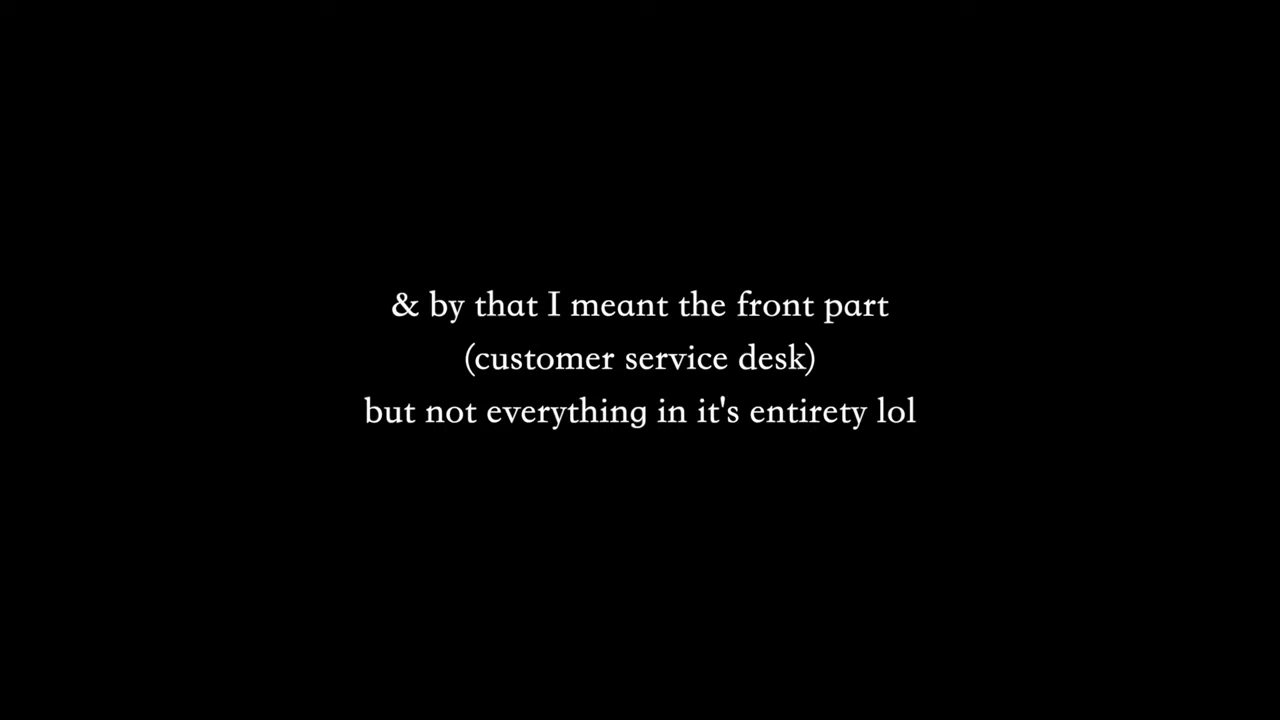 & by that I meant the front part
(customer service desk)
but not everything in it's entirety lol